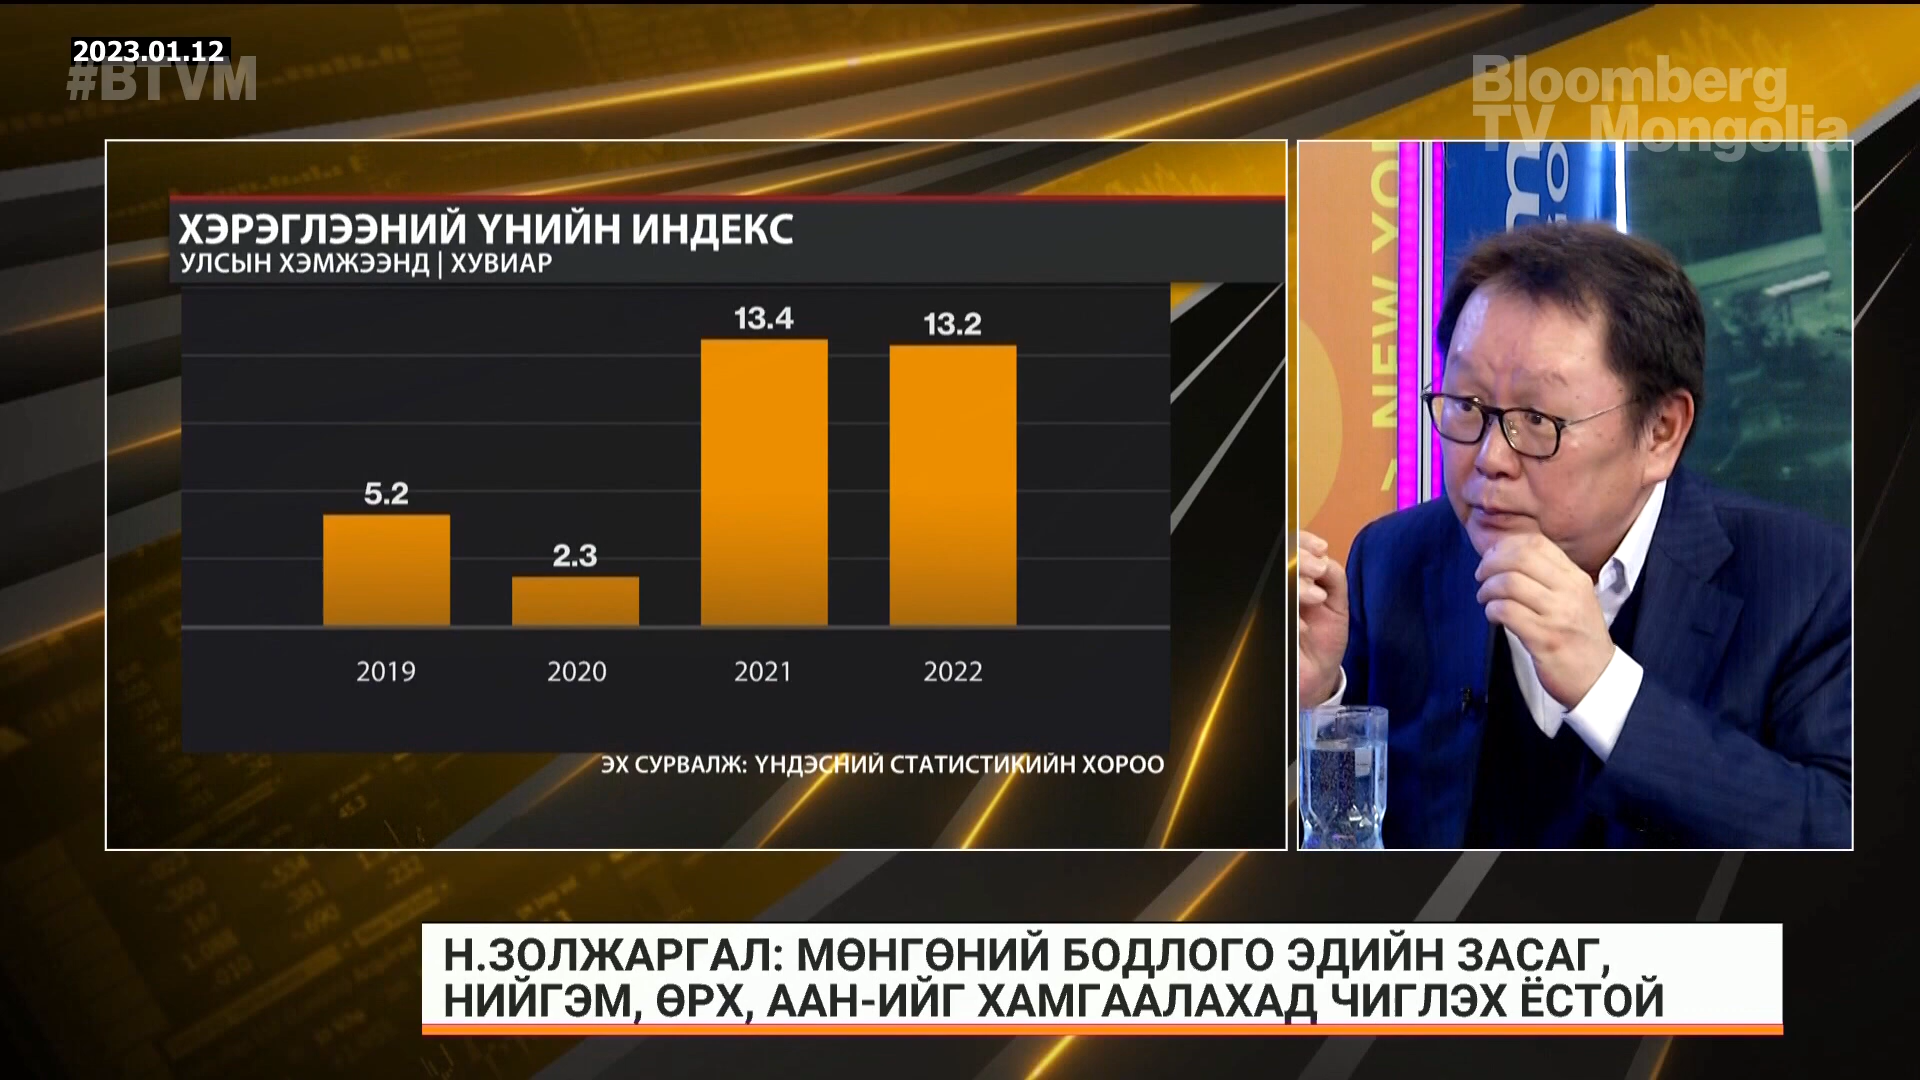 2023.01.12
#BTVM
Bloomberg
TV Mongolia
ХЭРЭГЛЭЭНИЙ ҮНИЙН ИНДЕКС
УЛСЫН ХЭМЖЭЭНД | ХУВИАР
13.4
13.2
5.2
2.3
2019 2020 2021 2022
ЭХ СУРВАЛЖ: ҮНДЭСНИЙ СТАТИСТИКИЙН ХОРОО
NEW YO
Н.ЗОЛЖАРГАЛ: МӨНГӨНИЙ БОДЛОГО ЭДИЙН ЗАСАГ,
НИЙГЭМ, ӨРХ, ААН-ИЙГ ХАМГААЛАХАД ЧИГЛЭХ ЁСТОЙ